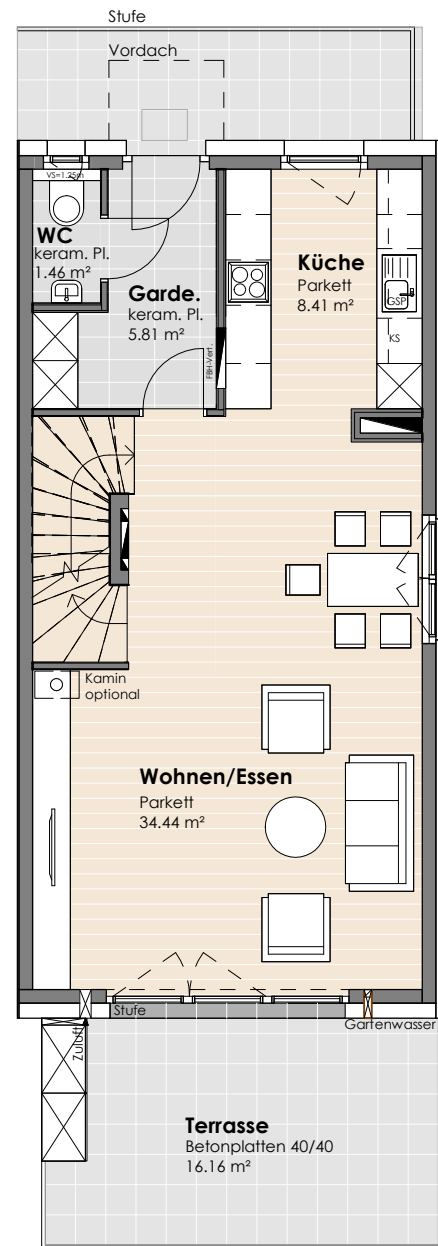 Stufe
Vordach
VS=1.25m
WC
keram. Pl.
1.46 m²
Garde.
keram. Pl.
5.81 m²
Küche
Parkett
8.41 m²
GSP
KS
FBH-Vert.
Kamin
optional
Wohnen/Essen
Parkett
34.44 m²
Stufe
Gartenwasser
Zuluft
Terrasse
Betonplatten 40/40
16.16 m²